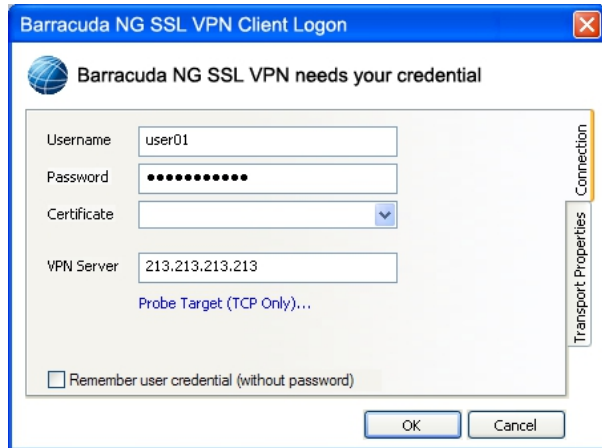 Barracuda NG SSL VPN Client Logon
Barracuda NG SSL VPN needs your credential
Username user01
Password •••••••••••
Certificate
VPN Server 213.213.213.213
Probe Target (TCP Only)...
Remember user credential (without password)
Connection
Transport Properties
OK Cancel